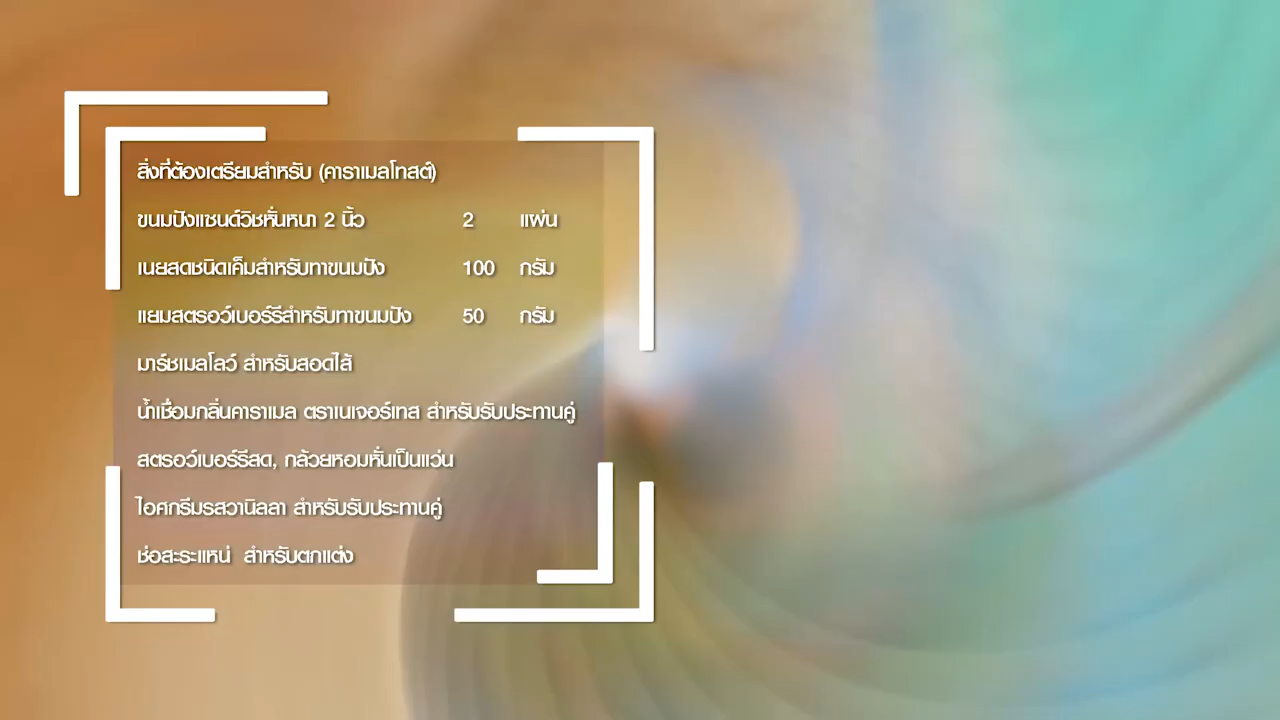 สิ่งที่ต้องเตรียมสำหรับ (คาราเมลโทสต์)
ขนมปังแซนด์วิชหั่นหนา 2 นิ้ว 2 แผ่น
เนยสดชนิดเค็มสำหรับทาขนมปัง 100 กรัม
แยมสตรอว์เบอร์รีสำหรับทาขนมปัง 50 กรัม
มาร์ชเมลโลว์ สำหรับสอดไส้
น้ำเชื่อมกลิ่นคาราเมล ตราเนเจอร์เทส สำหรับรับประทานคู่
สตรอว์เบอร์รีสด, กล้วยหอมหั่นเป็นแว่น
ไอศกรีมรสวานิลลา สำหรับรับประทานคู่
ช่อสะระแหน่ สำหรับตกแต่ง